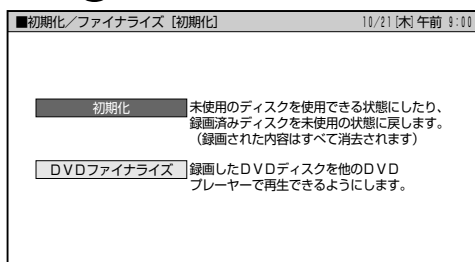 ■初期化／ファイナライズ［初期化］ 10/21[木]午前 9:00
初期化 未使用のディスクを使用できる状態にしたり、
録画済みディスクを未使用の状態に戻します。
（録画された内容はすべて消去されます）
ＤＶＤファイナライズ 録画したＤＶＤディスクを他のＤＶＤ
プレーヤーで再生できるようにします。